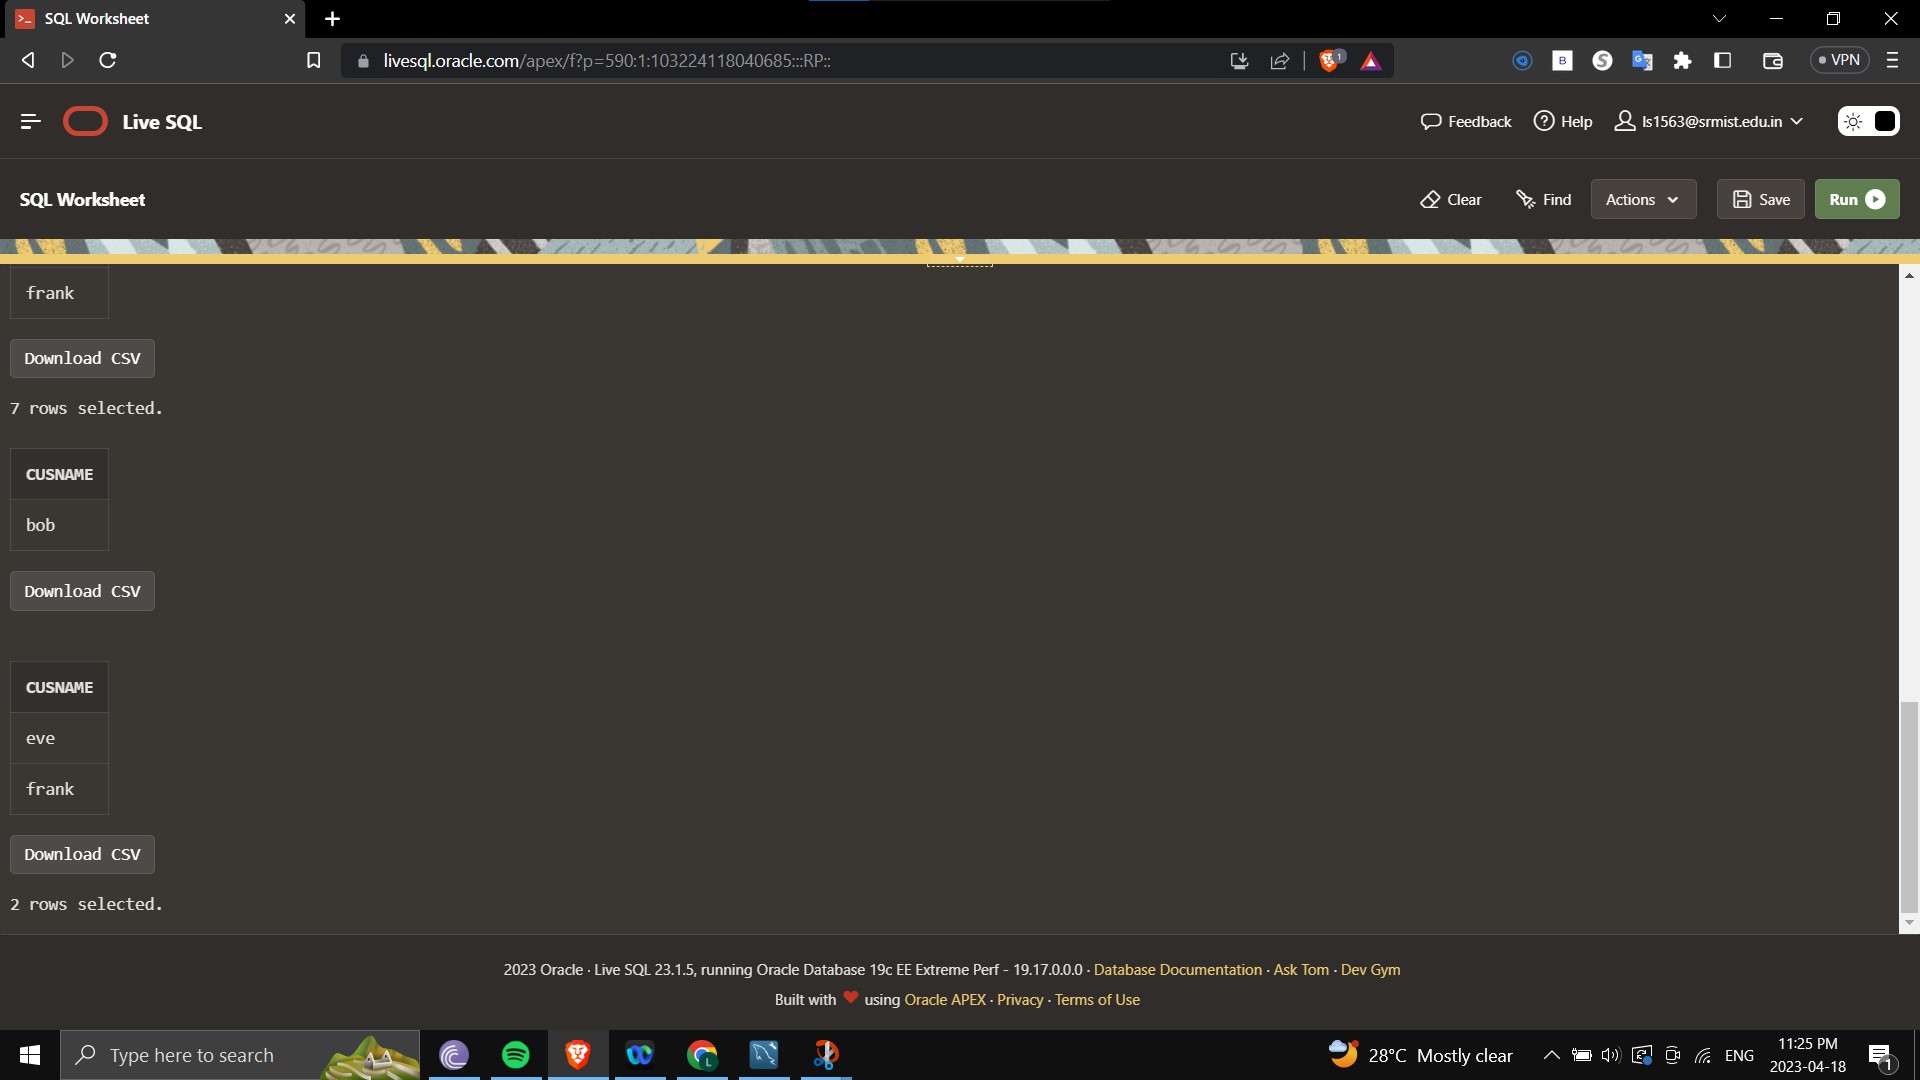 SQL Worksheet
livesql.oracle.com/apex/f?p=590:1:103224118040685:::RP::
1
B
VPN
Live SQL
Feedback
Help
ls1563@srmist.edu.in
SQL Worksheet
Clear
Find
Actions
Save
Run
frank
Download CSV
7 rows selected.
CUSNAME
bob
Download CSV
CUSNAME
eve
frank
Download CSV
2 rows selected.
2023 Oracle · Live SQL 23.1.5, running Oracle Database 19c EE Extreme Perf - 19.17.0.0.0 · Database Documentation · Ask Tom · Dev Gym
Built with ❤ using Oracle APEX · Privacy · Terms of Use
Type here to search
28°C Mostly clear
ENG
11:25 PM
2023-04-18
1